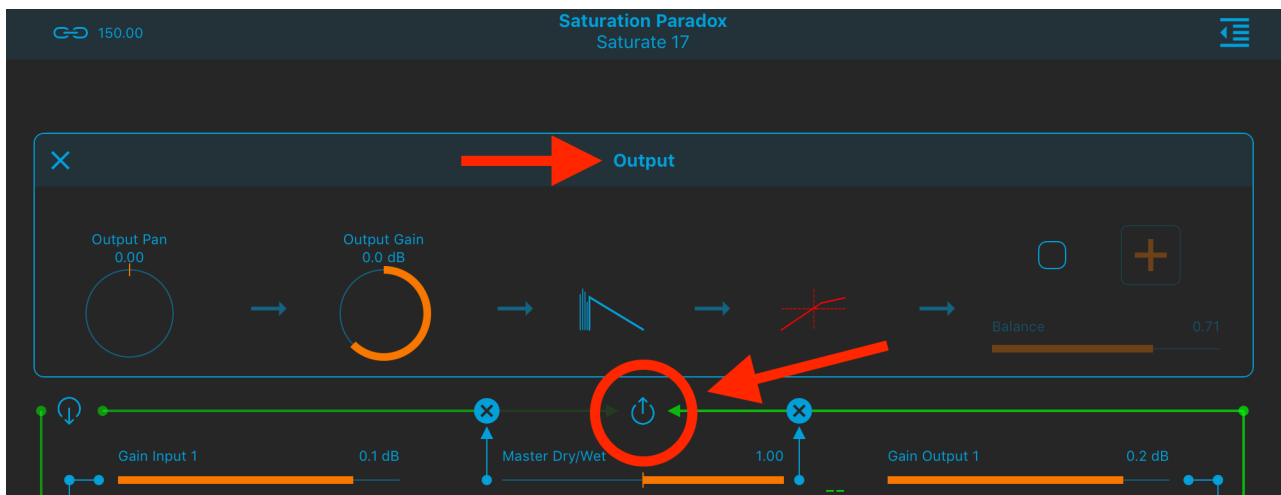 150.00
Saturation Paradox
Saturate 17
Output
Output Pan
0.00
Output Gain
0.0 dB
Balance 0.71
Gain Input 1 0.1 dB
Master Dry/Wet 1.00
Gain Output 1 0.2 dB